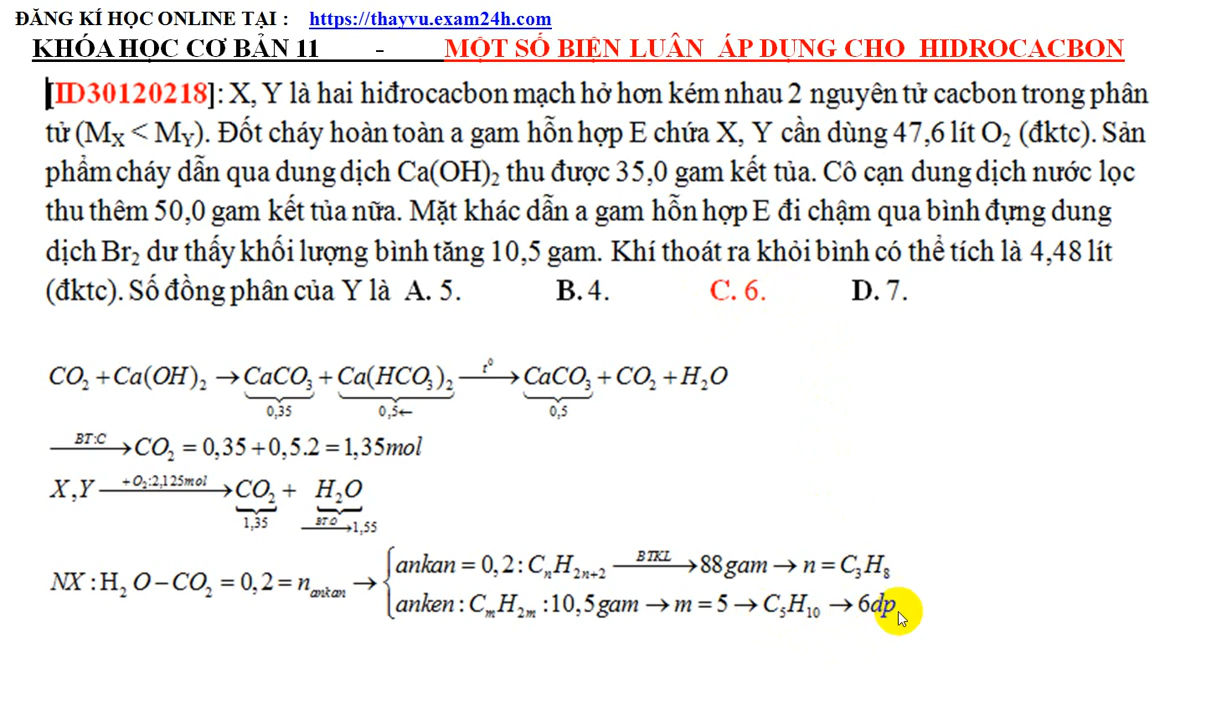 ĐĂNG KÍ HỌC ONLINE TẠI : https://thayvu.exam24h.com
KHÓA HỌC CƠ BẢN 11 - MỘT SỐ BIỆN LUÂN ÁP DỤNG CHO HIDROCACBON
[ID30120218]: X, Y là hai hiđrocacbon mạch hở hơn kém nhau 2 nguyên tử cacbon trong phân
tử (MX < MY). Đốt cháy hoàn toàn a gam hỗn hợp E chứa X, Y cần dùng 47,6 lít O2 (đktc). Sản
phẩm cháy dẫn qua dung dịch Ca(OH)2 thu được 35,0 gam kết tủa. Cô cạn dung dịch nước lọc
thu thêm 50,0 gam kết tủa nữa. Mặt khác dẫn a gam hỗn hợp E đi chậm qua bình đựng dung
dịch Br2 dư thấy khối lượng bình tăng 10,5 gam. Khí thoát ra khỏi bình có thể tích là 4,48 lít
(đktc). Số đồng phân của Y là A. 5. B. 4. C. 6. D. 7.
CO2 + Ca(OH)2 → CaCO3 + Ca(HCO3)2 —t0→ CaCO3 + CO2 + H2O
0,35 0,5← 0,5
—BT:C→ CO2 = 0,35 + 0,5.2 = 1,35mol
X,Y —+O2:2,125mol→ CO2 + H2O
1,35 —BT.O→1,55
NX : H2O − CO2 = 0,2 = nankan → { ankan = 0,2 : CnH2n+2 —BTKL→ 88gam → n = C3H8
anken : CmH2m : 10,5gam → m = 5 → C5H10 → 6dp